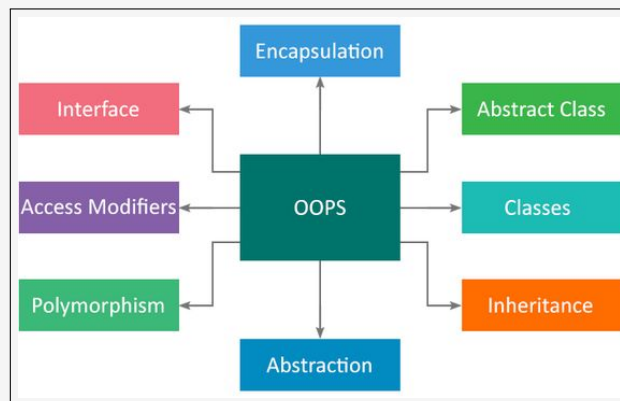 Encapsulation
Interface
Abstract Class
Access Modifiers
OOPS
Classes
Polymorphism
Inheritance
Abstraction